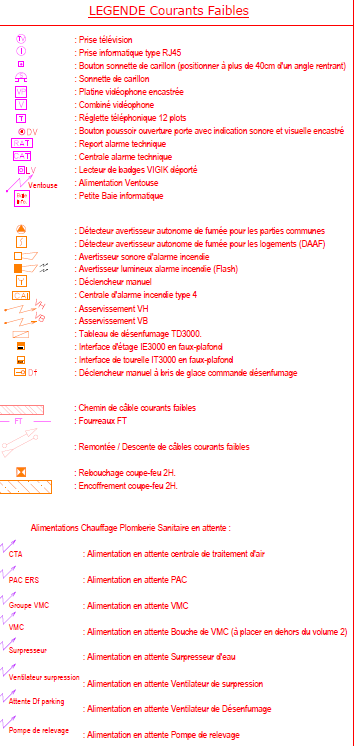 LEGENDE Courants Faibles
TV : Prise télévision
I : Prise informatique type RJ45
: Bouton sonnette de carillon (positionner à plus de 40cm d'un angle rentrant)
: Sonnette de carillon
VP : Platine vidéophone encastrée
V : Combiné vidéophone
T : Réglette téléphonique 12 plots
DV : Bouton poussoir ouverture porte avec indication sonore et visuelle encastré
RAT : Report alarme technique
CAT : Centrale alarme technique
LV : Lecteur de badges VIGIK déporté
Ventouse : Alimentation Ventouse
: Petite Baie informatique
: Détecteur avertisseur autonome de fumée pour les parties communes
: Détecteur avertisseur autonome de fumée pour les logements (DAAF)
: Avertisseur sonore d'alarme incendie
: Avertisseur lumineux alarme incendie (Flash)
: Déclencheur manuel
CAI : Centrale d'alarme incendie type 4
VH : Asservissement VH
VB : Asservissement VB
: Tableau de désenfumage TD3000.
: Interface d'étage IE3000 en faux-plafond
: Interface de tourelle IT3000 en faux-plafond
Df : Déclencheur manuel à bris de glace commande désenfumage
: Chemin de câble courants faibles
FT : Fourreaux FT
: Remontée / Descente de câbles courants faibles
: Rebouchage coupe-feu 2H.
: Encoffrement coupe-feu 2H.
Alimentations Chauffage Plomberie Sanitaire en attente :
CTA : Alimentation en attente centrale de traitement d'air
PAC ERS : Alimentation en attente PAC
Groupe VMC : Alimentation en attente VMC
VMC : Alimentation en attente Bouche de VMC (à placer en dehors du volume 2)
Surpresseur : Alimentation en attente Surpresseur d'eau
Ventilateur surpression : Alimentation en attente Ventilateur de surpression
Attente Df parking : Alimentation en attente Ventilateur de Désenfumage
Pompe de relevage : Alimentation en attente Pompe de relevage